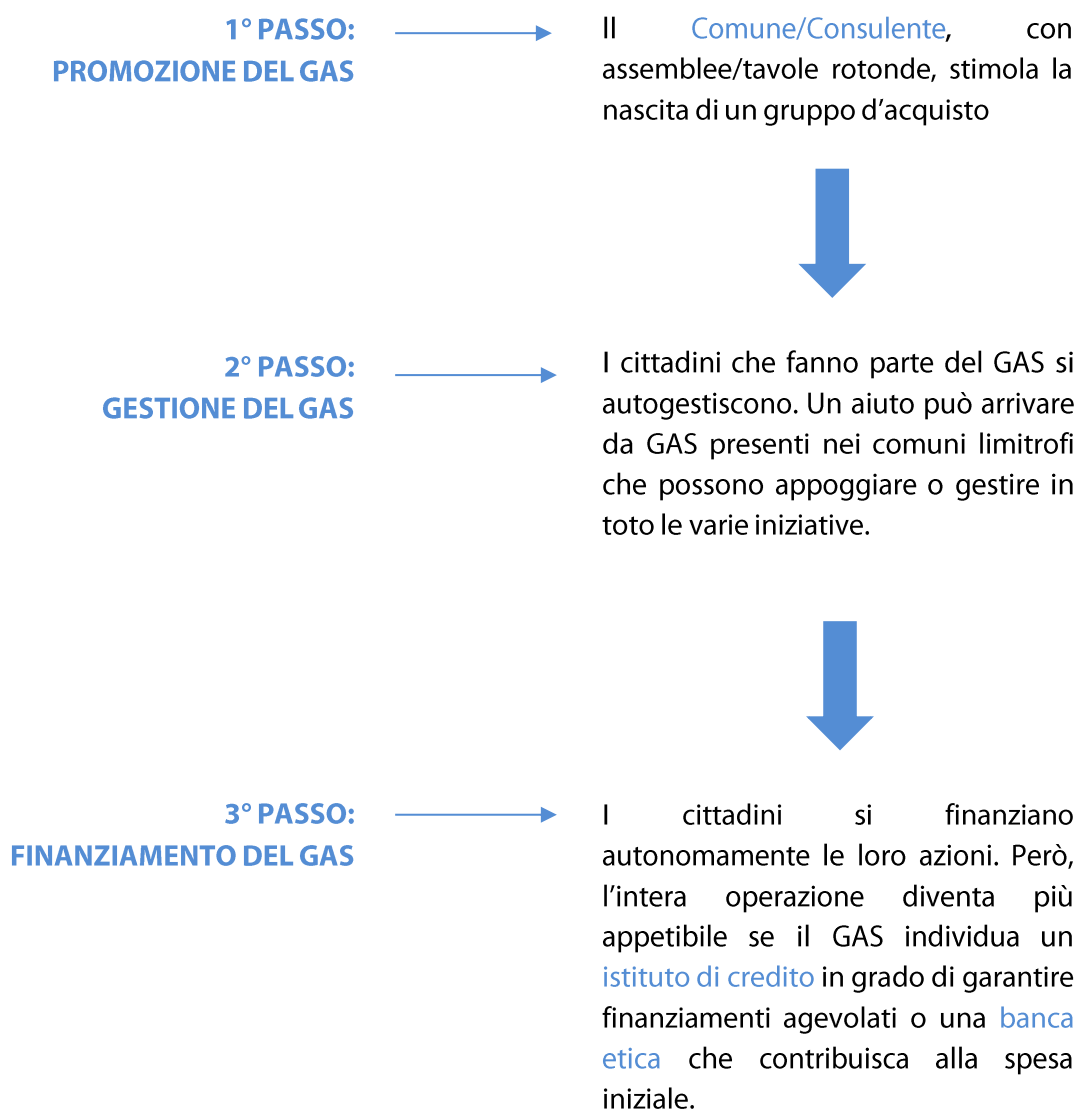 1° PASSO:
PROMOZIONE DEL GAS
Il Comune/Consulente, con
assemblee/tavole rotonde, stimola la
nascita di un gruppo d’acquisto
2° PASSO:
GESTIONE DEL GAS
I cittadini che fanno parte del GAS si
autogestiscono. Un aiuto può arrivare
da GAS presenti nei comuni limitrofi
che possono appoggiare o gestire in
toto le varie iniziative.
3° PASSO:
FINANZIAMENTO DEL GAS
I cittadini si finanziano
autonomamente le loro azioni. Però,
l’intera operazione diventa più
appetibile se il GAS individua un
istituto di credito in grado di garantire
finanziamenti agevolati o una banca
etica che contribuisca alla spesa
iniziale.